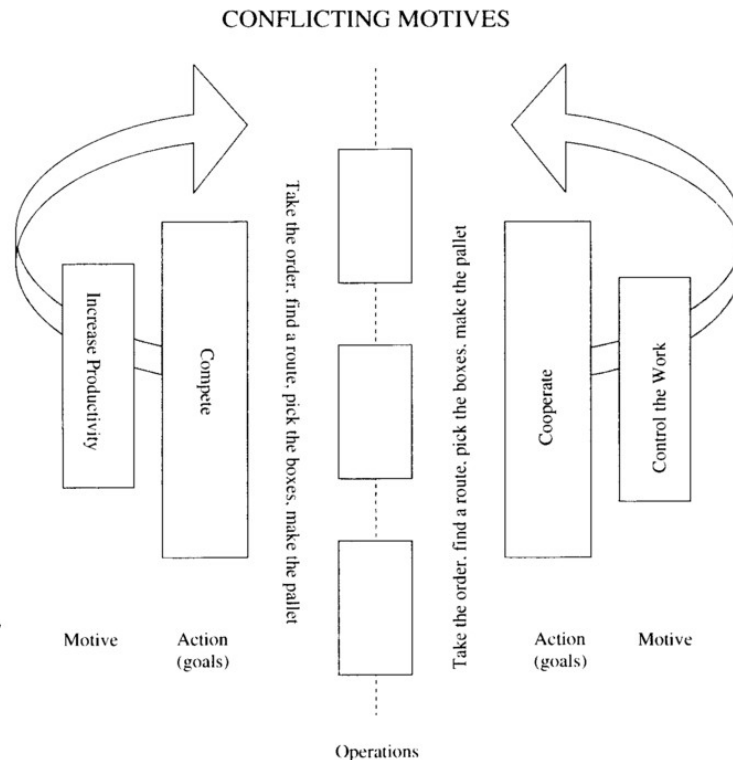 CONFLICTING MOTIVES
Increase Productivity
Compete
Take the order, find a route, pick the boxes, make the pallet
Take the order, find a route, pick the boxes, make the pallet
Cooperate
Control the Work
Motive
Action
(goals)
Action
(goals)
Motive
Operations